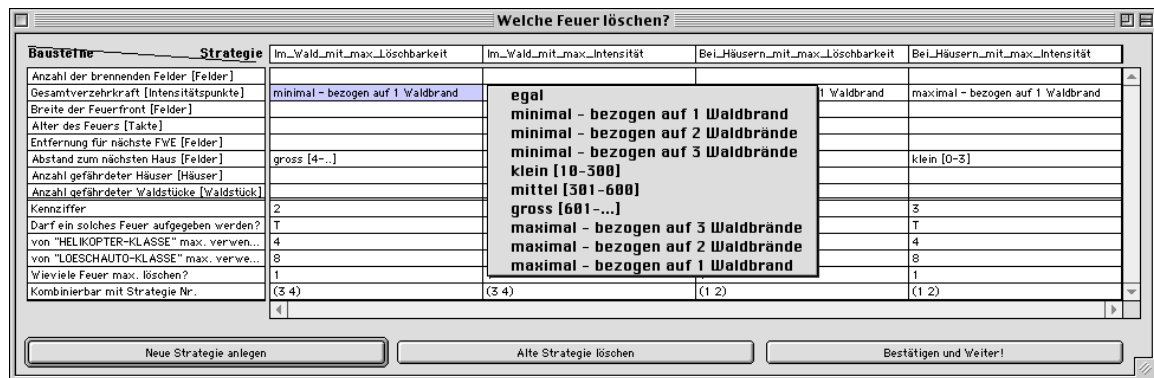 Welche Feuer löschen?
Bausteine Strategie Im_Wald_mit_max_Löschbarkeit Im_Wald_mit_max_Intensität Bei_Häusern_mit_max_Löschbarkeit Bei_Häusern_mit_max_Intensität
Anzahl der brennenden Felder [Felder]
Gesamtverzehrkraft [Intensitätspunkte] minimal - bezogen auf 1 Waldbrand 1 Waldbrand maximal - bezogen auf 1 Waldbrand
Breite der Feuerfront [Felder]
Alter des Feuers [Takte]
Entfernung für nächste FWE [Felder]
Abstand zum nächsten Haus [Felder] gross [4-..] klein [0-3]
Anzahl gefährdeter Häuser [Häuser]
Anzahl gefährdeter Waldstücke [Waldstück]
Kennziffer 2 3
Darf ein solches Feuer aufgegeben werden? T T
von "HELIKOPTER-KLASSE" max. verwen... 4 4
von "LOESCHAUTO-KLASSE" max. verwe... 8 8
Wieviele Feuer max. löschen? 1 1
Kombinierbar mit Strategie Nr. (3 4) (3 4) (1 2) (1 2)
egal
minimal - bezogen auf 1 Waldbrand
minimal - bezogen auf 2 Waldbrände
minimal - bezogen auf 3 Waldbrände
klein [10-300]
mittel [301-600]
gross [601-...]
maximal - bezogen auf 3 Waldbrände
maximal - bezogen auf 2 Waldbrände
maximal - bezogen auf 1 Waldbrand
Neue Strategie anlegen Alte Strategie löschen Bestätigen und Weiter!